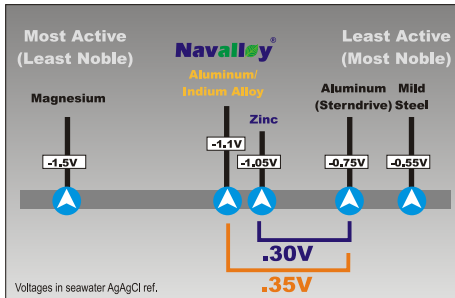 Most Active
(Least Noble)
Navalloy®
Least Active
(Most Noble)
Aluminum/
Indium Alloy
Magnesium
Zinc
Aluminum
(Sterndrive)
Mild
Steel
-1.5V
-1.1V
-1.05V
-0.75V
-0.55V
.30V
.35V
Voltages in seawater AgAgCl ref.